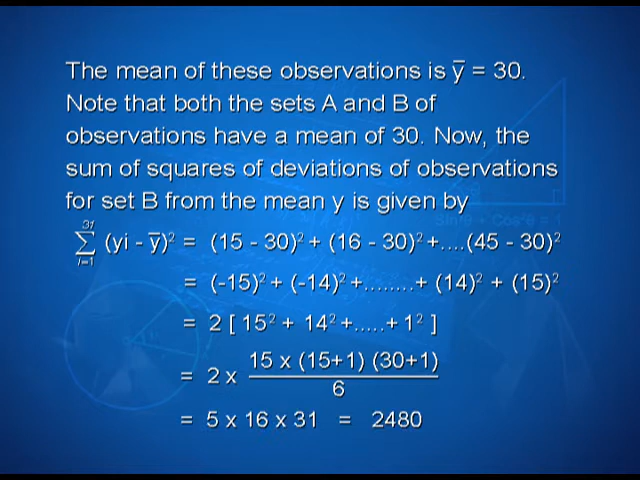 The mean of these observations is ȳ = 30.
Note that both the sets A and B of
observations have a mean of 30. Now, the
sum of squares of deviations of observations
for set B from the mean y is given by
Sin²θ + Cos²θ = 1
31
∑ (yi - ȳ)² = (15 - 30)² + (16 - 30)² +....(45 - 30)²
i=1
= (-15)² + (-14)² +........+ (14)² + (15)²
= 2 [ 15² + 14² +.....+ 1² ]
= 2 x 15 x (15+1) (30+1) / 6
= 5 x 16 x 31 = 2480